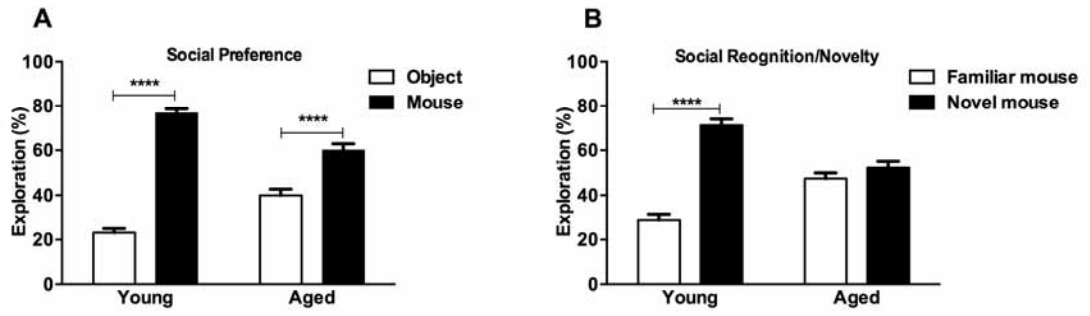 A
Social Preference
Exploration (%)
100
80
60
40
20
0
****
****
Object
Mouse
Young
Aged
B
Social Reognition/Novelty
Exploration (%)
100
80
60
40
20
0
****
Familiar mouse
Novel mouse
Young
Aged